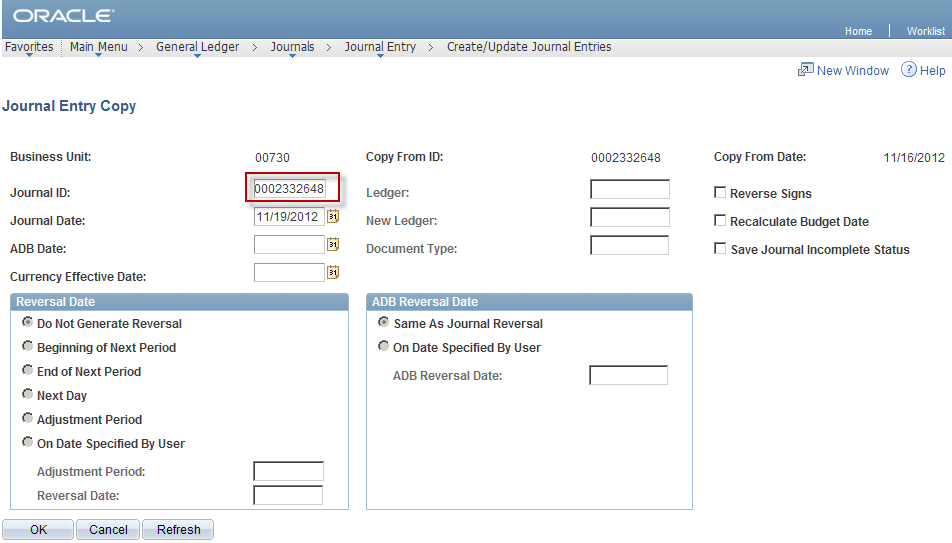 ORACLE
Home Worklist
Favorites Main Menu > General Ledger > Journals > Journal Entry > Create/Update Journal Entries
New Window ? Help
Journal Entry Copy
Business Unit: 00730 Copy From ID: 0002332648 Copy From Date: 11/16/2012
Journal ID: 0002332648 Ledger: Reverse Signs
Journal Date: 11/19/2012 31 New Ledger: Recalculate Budget Date
ADB Date: 31 Document Type: Save Journal Incomplete Status
Currency Effective Date: 31
Reversal Date ADB Reversal Date
Do Not Generate Reversal Same As Journal Reversal
Beginning of Next Period On Date Specified By User
End of Next Period ADB Reversal Date:
Next Day
Adjustment Period
On Date Specified By User
Adjustment Period:
Reversal Date:
OK Cancel Refresh